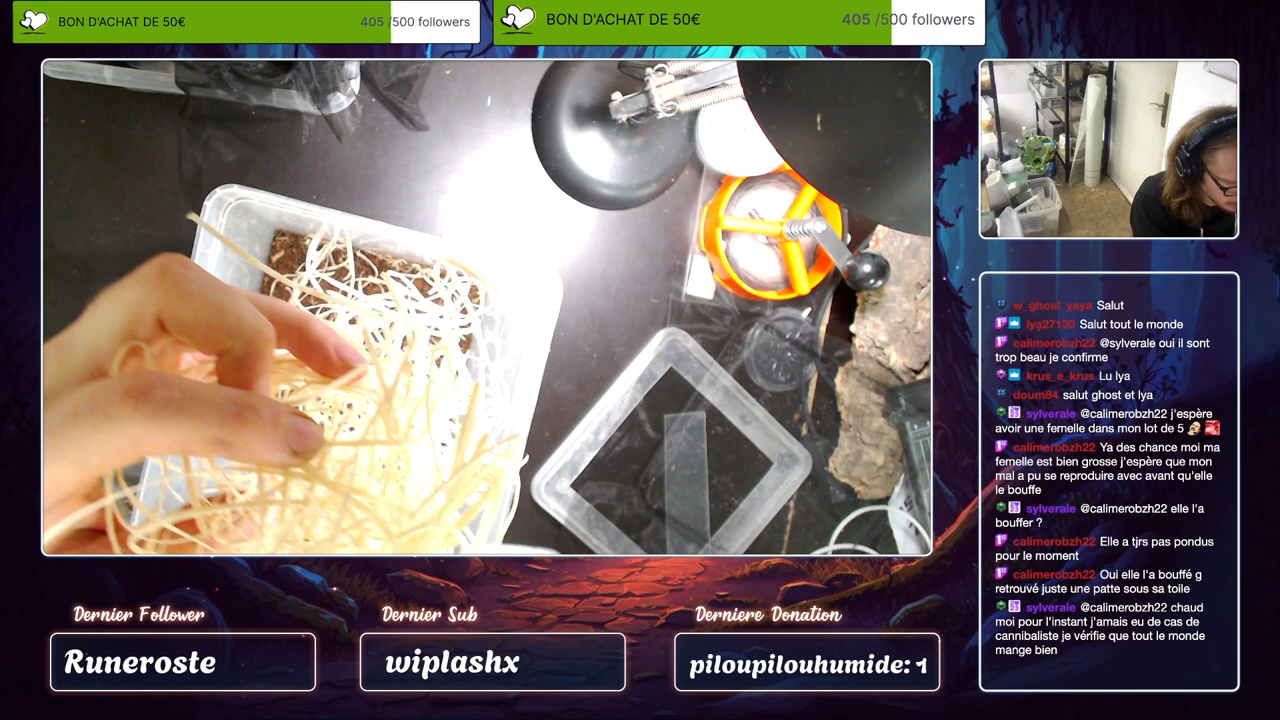 BON D'ACHAT DE 50€ 405 /500 followers
BON D'ACHAT DE 50€ 405 /500 followers
w_ghost_yaya Salut
lya27130 Salut tout le monde
calimerobzh22 @sylverale oui il sont
trop beau je confirme
krus_e_krus Lu lya
doum84 salut ghost et lya
sylverale @calimerobzh22 j'espère
avoir une femelle dans mon lot de 5
calimerobzh22 Ya des chance moi ma
femelle est bien grosse j'espère que mon
mal a pu se reproduire avec avant qu'elle
le bouffe
sylverale @calimerobzh22 elle l'a
bouffer ?
calimerobzh22 Elle a tjrs pas pondus
pour le moment
calimerobzh22 Oui elle l'a bouffé g
retrouvé juste une patte sous sa toile
sylverale @calimerobzh22 chaud
moi pour l'instant j'amais eu de cas de
cannibaliste je vérifie que tout le monde
mange bien
Dernier Follower
Runeroste
Dernier Sub
wiplashx
Derniere Donation
piloupilouhumide: 1